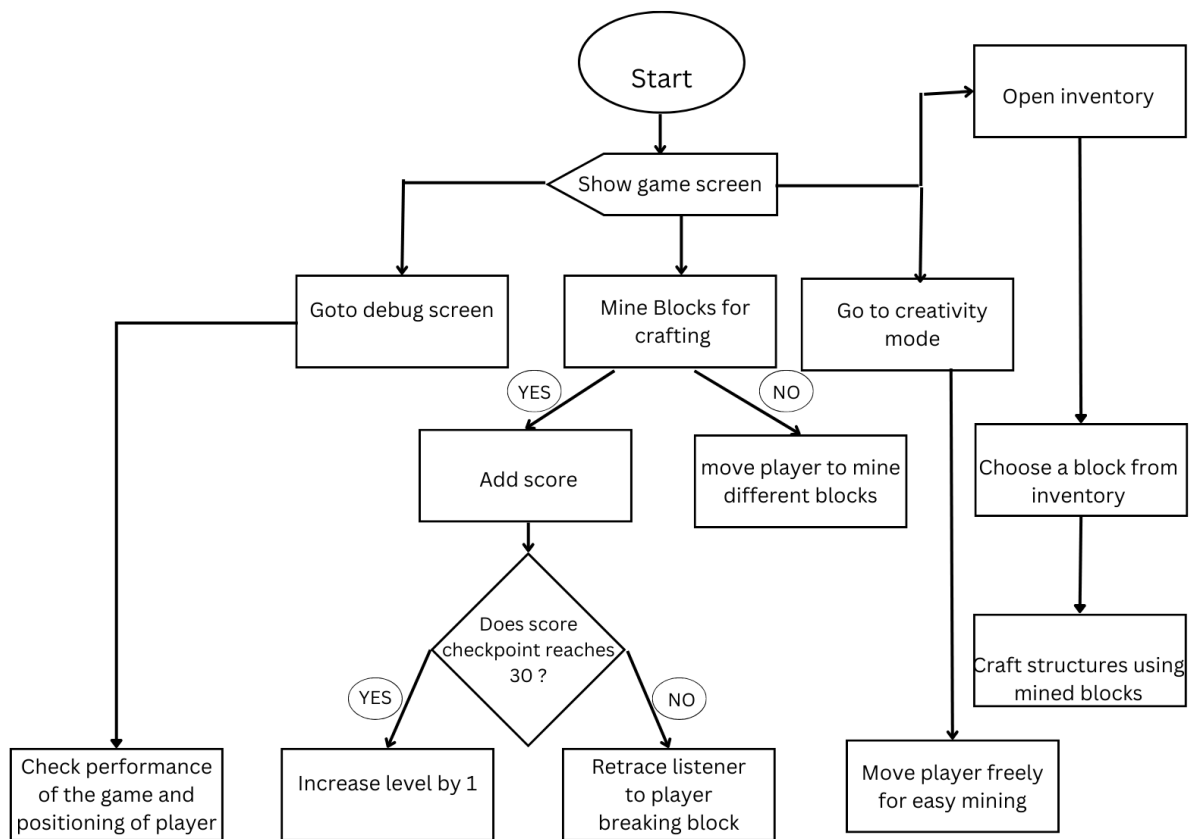 Start
Open inventory
Show game screen
Goto debug screen
Mine Blocks for
crafting
Go to creativity
mode
YES
NO
Add score
move player to mine
different blocks
Choose a block from
inventory
Does score
checkpoint reaches
30 ?
YES
NO
Craft structures using
mined blocks
Check performance
of the game and
positioning of player
Increase level by 1
Retrace listener
to player
breaking block
Move player freely
for easy mining